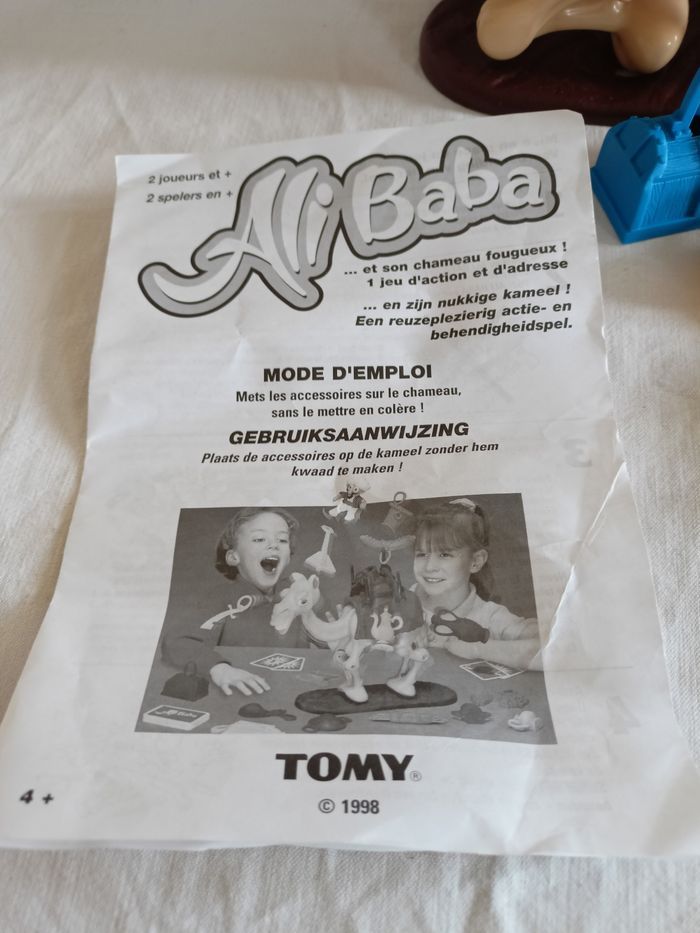 2 joueurs et +
2 spelers en +
Ali Baba
... et son chameau fougueux !
1 jeu d'action et d'adresse
... en zijn nukkige kameel !
Een reuzeplezierig actie- en
behendigheidspel.
MODE D'EMPLOI
Mets les accessoires sur le chameau,
sans le mettre en colère !
GEBRUIKSAANWIJZING
Plaats de accessoires op de kameel zonder hem
kwaad te maken !
Ali Baba
TOMY®
4 +
© 1998